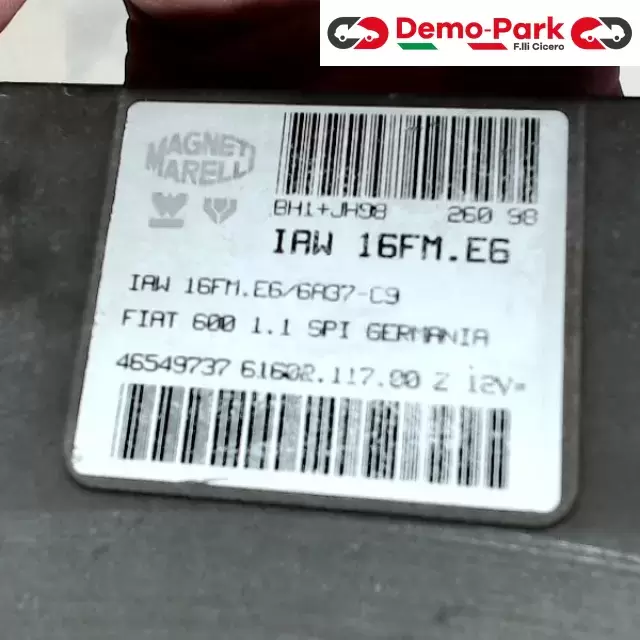 Demo-Park
F.lli Cicero
MAGNETI
MARELLI
8H1+JH98 260 98
IAW 16FM.E6
IAW 16FM.E6/6A37-C9
FIAT 600 1.1 SPI GERMANIA
46549737 61602.117.00 Z 12V=